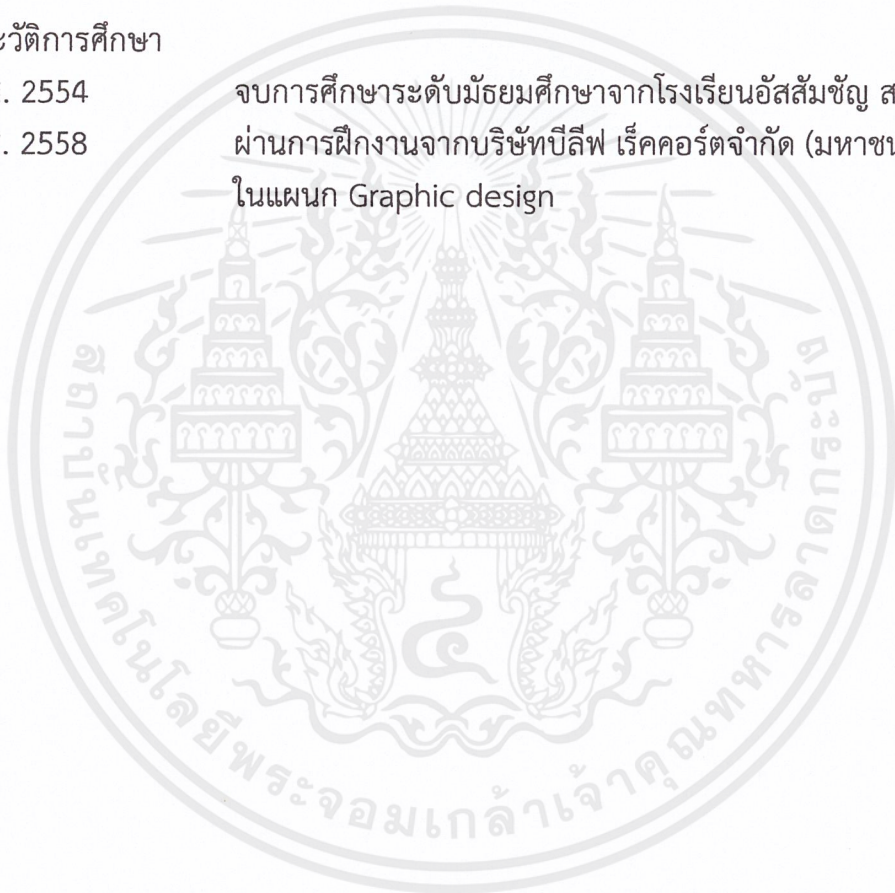 ะวัติการศึกษา
. 2554 จบการศึกษาระดับมัธยมศึกษาจากโรงเรียนอัสสัมชัญ ส
. 2558 ผ่านการฝึกงานจากบริษัทบีลีฟ เร็คคอร์ตจำกัด (มหาชน
ในแผนก Graphic design
สถาบันเทคโนโลยีพระจอมเกล้าเจ้าคุณทหารลาดกระบัง
๔